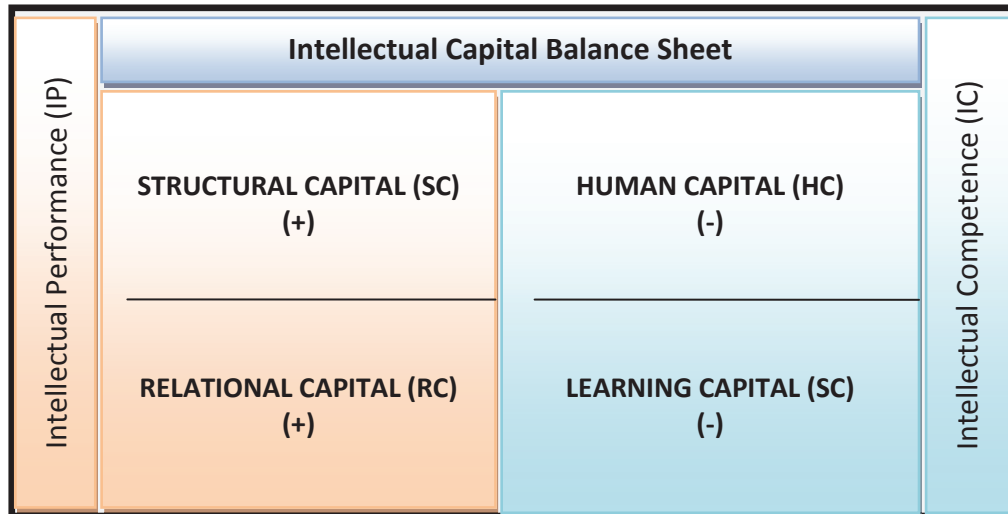 Intellectual Capital Balance Sheet
Intellectual Performance (IP)
STRUCTURAL CAPITAL (SC)
(+)
RELATIONAL CAPITAL (RC)
(+)
HUMAN CAPITAL (HC)
(-)
LEARNING CAPITAL (SC)
(-)
Intellectual Competence (IC)